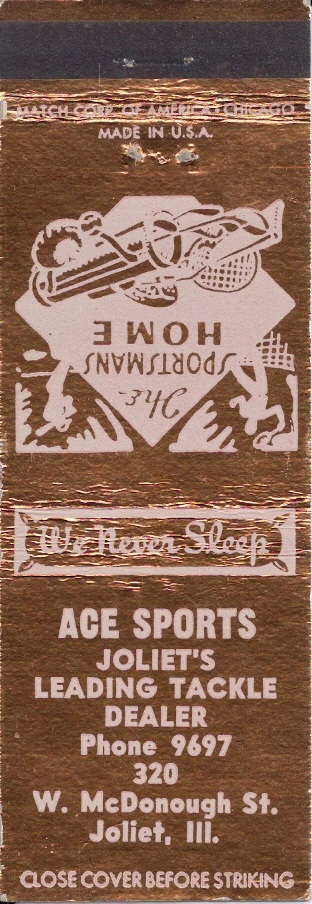 MATCH CORP. OF AMERICA, CHICAGO
MADE IN U.S.A.
The
SPORTSMANS
HOME
We Never Sleep
ACE SPORTS
JOLIET'S
LEADING TACKLE
DEALER
Phone 9697
320
W. McDonough St.
Joliet, Ill.
CLOSE COVER BEFORE STRIKING